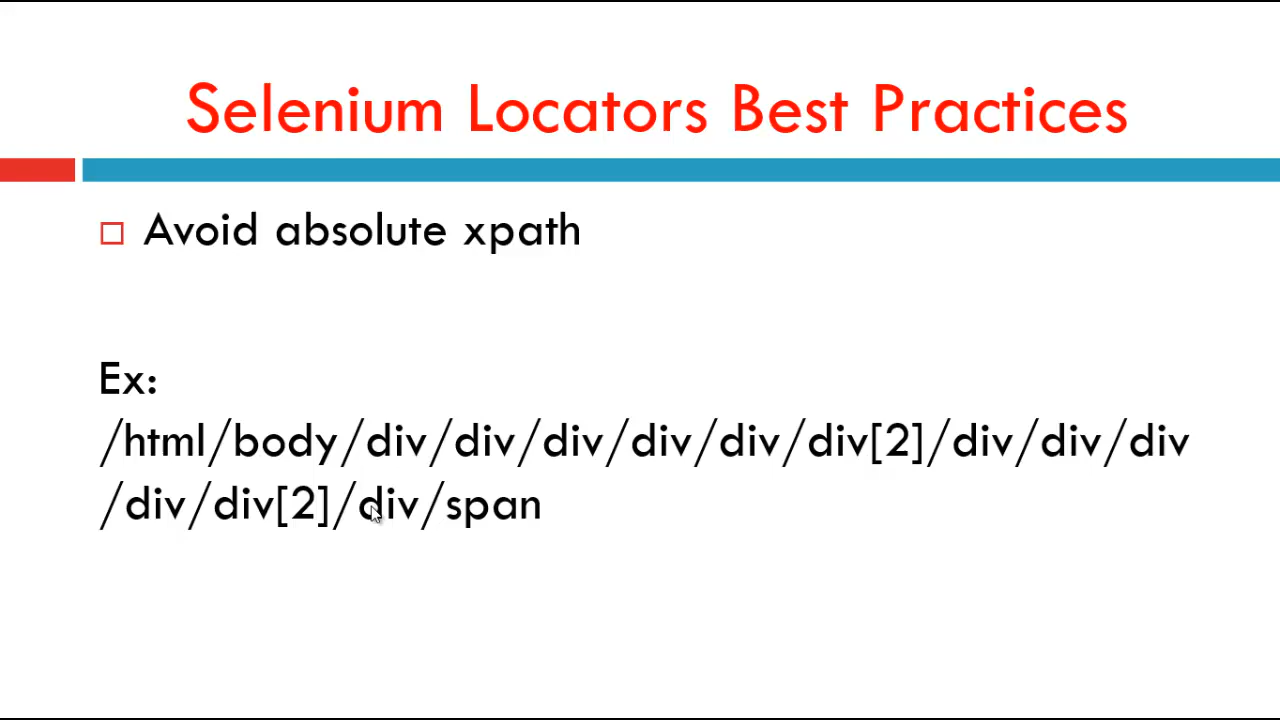 Selenium Locators Best Practices
Avoid absolute xpath
Ex:
/html/body/div/div/div/div/div/div[2]/div/div/div
/div/div[2]/div/span